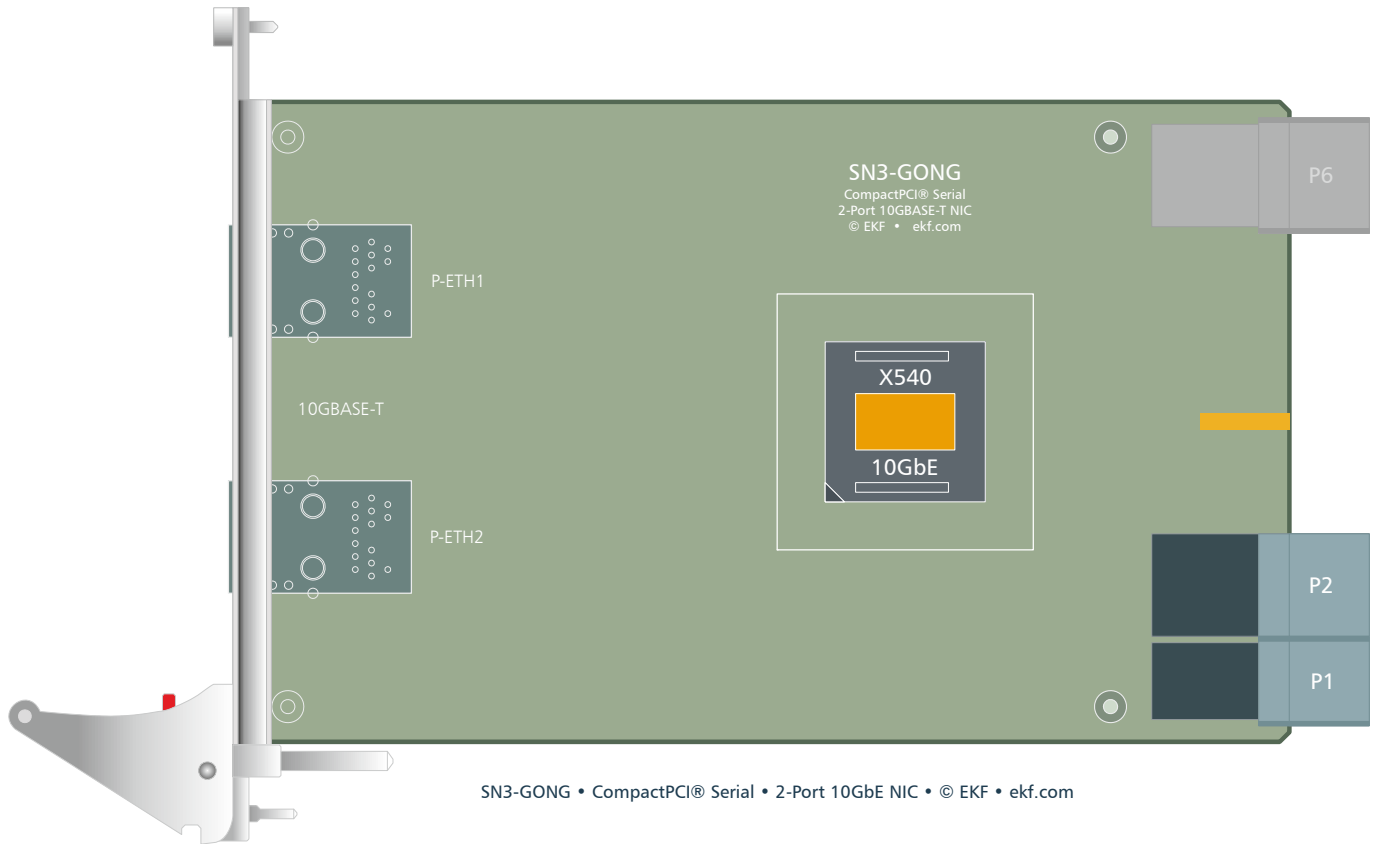 SN3-GONG
CompactPCI® Serial
2-Port 10GBASE-T NIC
© EKF • ekf.com
P6
P-ETH1
X540
10GBASE-T
10GbE
P-ETH2
P2
P1
SN3-GONG • CompactPCI® Serial • 2-Port 10GbE NIC • © EKF • ekf.com